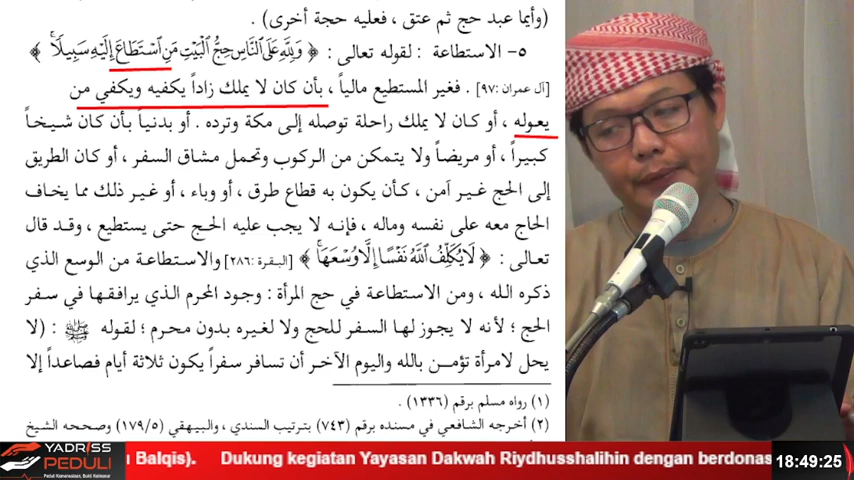 (وأيما عبد حج ثم عتق ، فعليه حجة أخرى) .
٥- الاستطاعة : لقوله تعالى : ﴿ وَلِلَّهِ عَلَى النَّاسِ حِجُّ الْبَيْتِ مَنِ اسْتَطَاعَ إِلَيْهِ سَبِيلًا ﴾
[آل عمران :٩٧] . فغير المستطيع مالياً ، بأن كان لا يملك زاداً يكفيه ويكفي من
يعوله ، أو كان لا يملك راحلة توصله إلى مكة وترده . أو بدنياً بأن كان شيخاً
كبيراً ، أو مريضاً ولا يتمكن من الركوب وتحمل مشاق السفر ، أو كان الطريق
إلى الحج غير آمن ، كأن يكون به قطاع طرق ، أو وباء ، أو غير ذلك مما يخاف
الحاج معه على نفسه وماله ، فإنه لا يجب عليه الحج حتى يستطيع ، وقد قال
تعالى : ﴿ لَا يُكَلِّفُ اللَّهُ نَفْسًا إِلَّا وُسْعَهَا ﴾ [البقرة :٢٨٦] والاستطاعة من الوسع الذي
ذكره الله ، ومن الاستطاعة في حج المرأة : وجود المحرم الذي يرافقها في سفر
الحج ؛ لأنه لا يجوز لها السفر للحج ولا لغيره بدون محرم ؛ لقوله ﷺ : (لا
يحل لامرأة تؤمن بالله واليوم الآخر أن تسافر سفراً يكون ثلاثة أيام فصاعداً إلا
(١) رواه مسلم برقم (١٣٣٦) .
(٢) أخرجه الشافعي في مسنده برقم (٧٤٣) بترتيب السندي ، والبيهقي (١٧٩/٥) وصححه الشيخ
YADRISS
PEDULI
Balqis). Dukung kegiatan Yayasan Dakwah Riydhusshalihin dengan berdonas
18:49:25